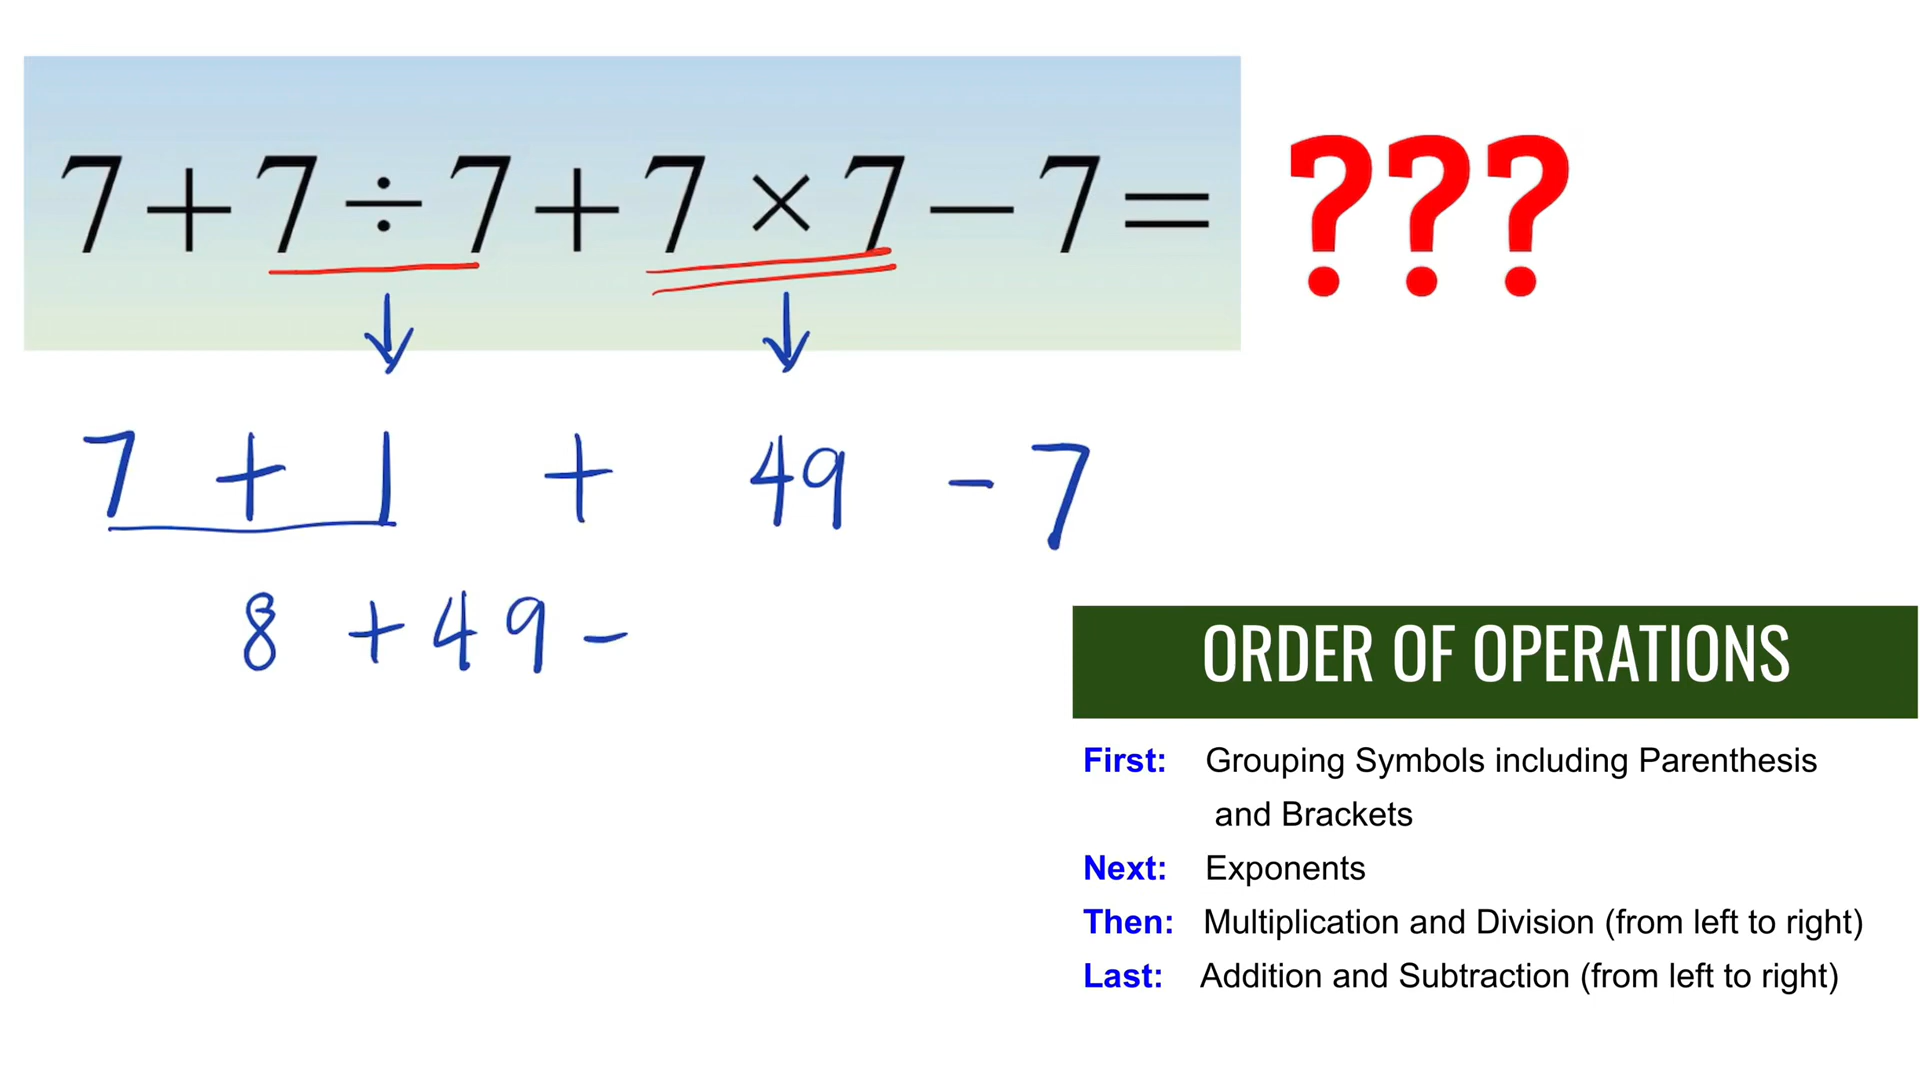 7+7÷7+7×7−7= ???
7 + 1 + 49 - 7
8 + 49 -
ORDER OF OPERATIONS
First: Grouping Symbols including Parenthesis
and Brackets
Next: Exponents
Then: Multiplication and Division (from left to right)
Last: Addition and Subtraction (from left to right)